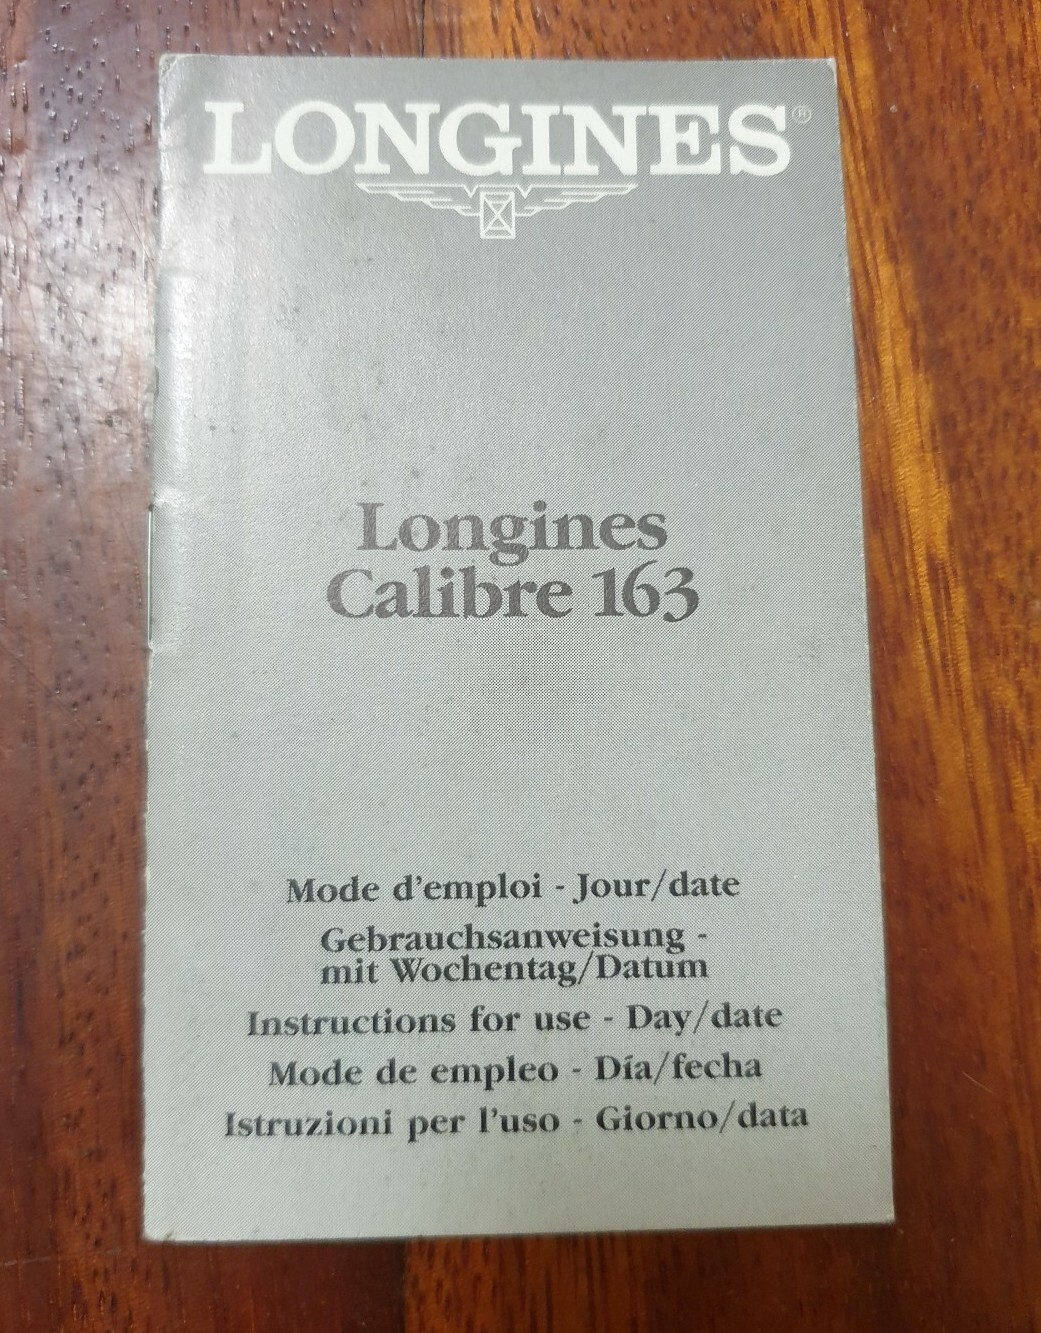 LONGINES®
Longines
Calibre 163
Mode d'emploi - Jour/date
Gebrauchsanweisung -
mit Wochentag/Datum
Instructions for use - Day/date
Mode de empleo - Día/fecha
Istruzioni per l'uso - Giorno/data